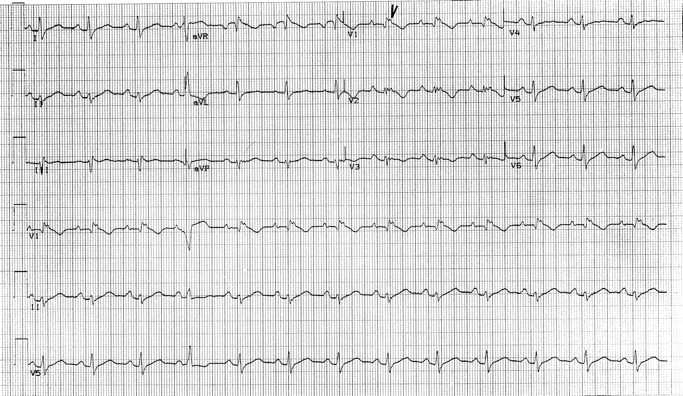 I aVR V1 V4
II aVL V2 V5
III aVF V3 V6
V1
II
V5